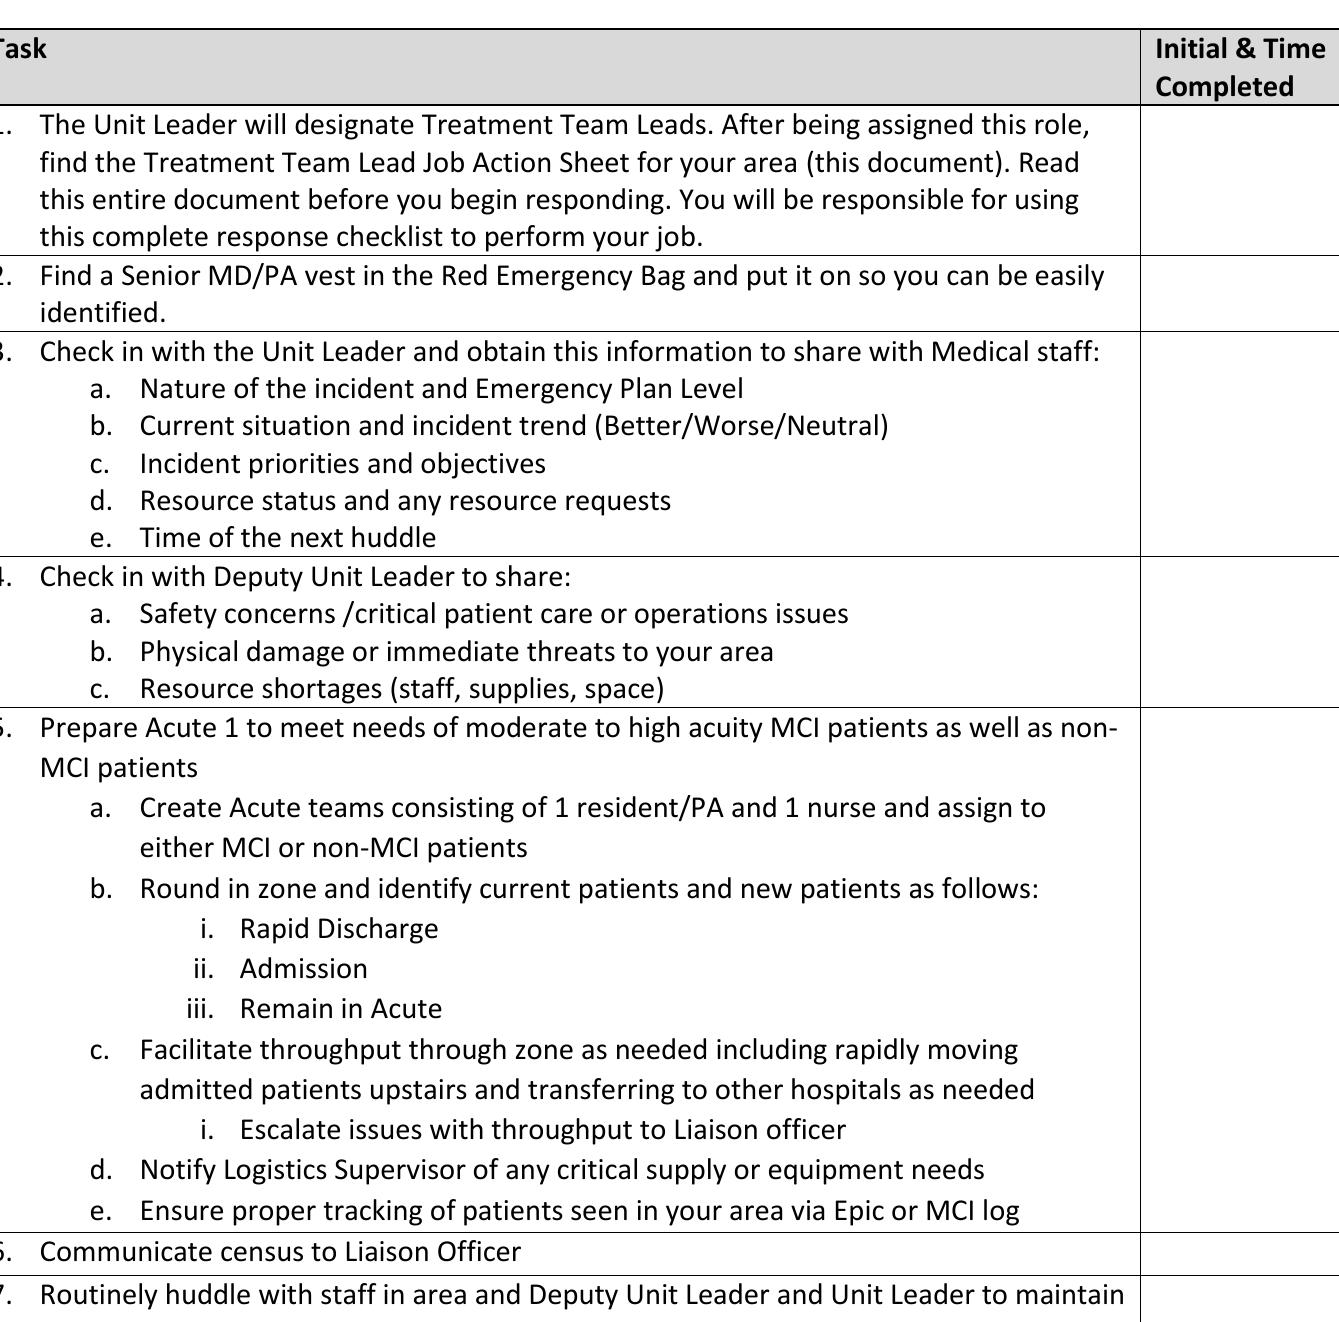 Task
Initial & Time
Completed
1. The Unit Leader will designate Treatment Team Leads. After being assigned this role,
find the Treatment Team Lead Job Action Sheet for your area (this document). Read
this entire document before you begin responding. You will be responsible for using
this complete response checklist to perform your job.
2. Find a Senior MD/PA vest in the Red Emergency Bag and put it on so you can be easily
identified.
3. Check in with the Unit Leader and obtain this information to share with Medical staff:
a. Nature of the incident and Emergency Plan Level
b. Current situation and incident trend (Better/Worse/Neutral)
c. Incident priorities and objectives
d. Resource status and any resource requests
e. Time of the next huddle
4. Check in with Deputy Unit Leader to share:
a. Safety concerns /critical patient care or operations issues
b. Physical damage or immediate threats to your area
c. Resource shortages (staff, supplies, space)
5. Prepare Acute 1 to meet needs of moderate to high acuity MCI patients as well as non-
MCI patients
a. Create Acute teams consisting of 1 resident/PA and 1 nurse and assign to
either MCI or non-MCI patients
b. Round in zone and identify current patients and new patients as follows:
i. Rapid Discharge
ii. Admission
iii. Remain in Acute
c. Facilitate throughput through zone as needed including rapidly moving
admitted patients upstairs and transferring to other hospitals as needed
i. Escalate issues with throughput to Liaison officer
d. Notify Logistics Supervisor of any critical supply or equipment needs
e. Ensure proper tracking of patients seen in your area via Epic or MCI log
6. Communicate census to Liaison Officer
7. Routinely huddle with staff in area and Deputy Unit Leader and Unit Leader to maintain